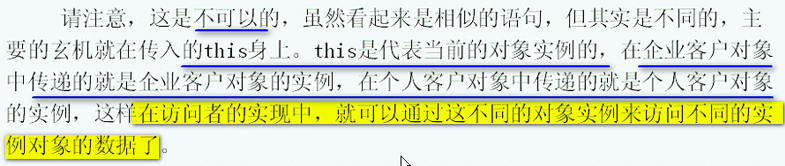 请注意，这是不可以的，虽然看起来是相似的语句，但其实是不同的，主
要的玄机就在传入的this身上。this是代表当前的对象实例的，在企业客户对象
中传递的就是企业客户对象的实例，在个人客户对象中传递的就是个人客户对象
的实例，这样在访问者的实现中，就可以通过这不同的对象实例来访问不同的实
例对象的数据了。